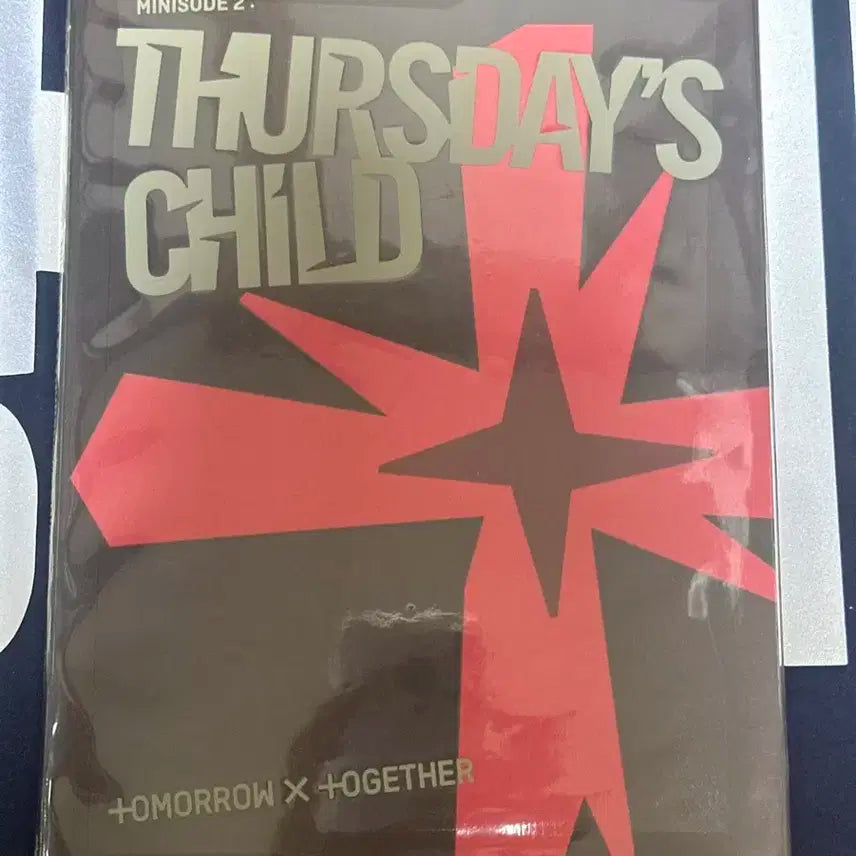 MINISODE 2 :
THURSDAY'S
CHILD
TOMORROW X TOGETHER